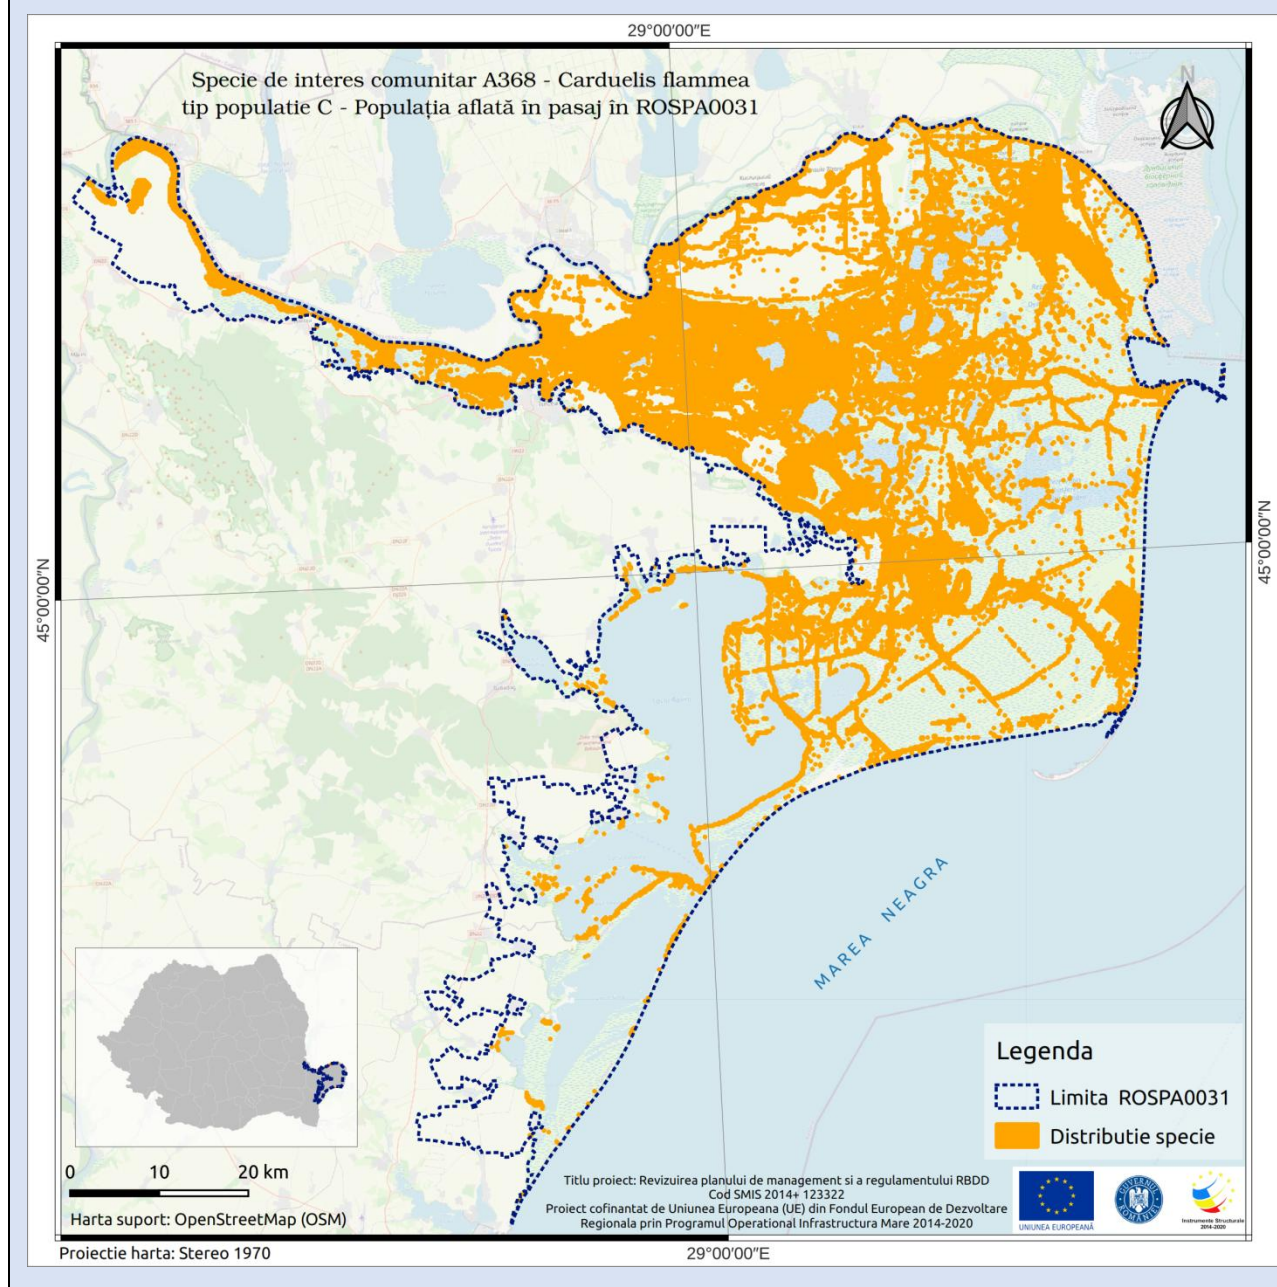 29°00′00″E
Specie de interes comunitar A368 - Carduelis flammea
tip populatie C - Populația aflată în pasaj în ROSPA0031
N
45°00′00″N
45°00′00″N
MAREA NEAGRA
Legenda
Limita ROSPA0031
Distributie specie
0 10 20 km
Harta suport: OpenStreetMap (OSM)
Titlu proiect: Revizuirea planului de management si a regulamentului RBDD
Cod SMIS 2014+ 123322
Proiect cofinantat de Uniunea Europeana (UE) din Fondul European de Dezvoltare
Regionala prin Programul Operational Infrastructura Mare 2014-2020
UNIUNEA EUROPEANĂ
GUVERNUL ROMÂNIEI
Instrumente Structurale
2014-2020
Proiectie harta: Stereo 1970
29°00′00″E